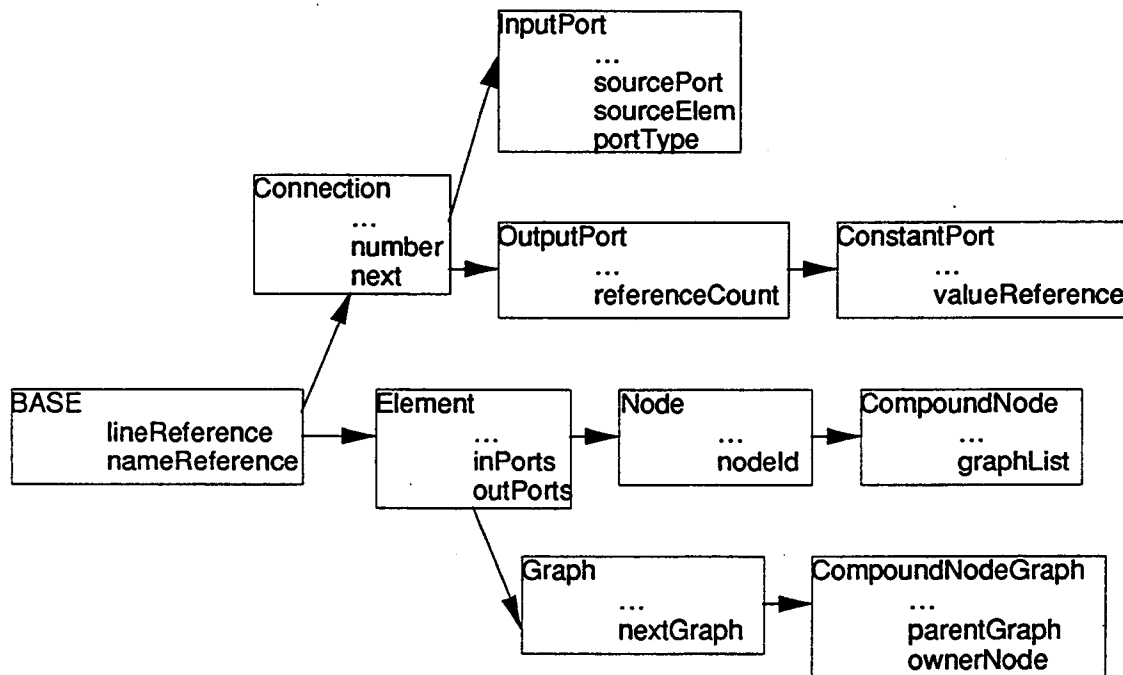 InputPort
...
sourcePort
sourceElem
portType
Connection
...
number
next
OutputPort
...
referenceCount
ConstantPort
...
valueReference
BASE
lineReference
nameReference
Element
...
inPorts
outPorts
Node
...
nodeId
CompoundNode
...
graphList
Graph
...
nextGraph
CompoundNodeGraph
...
parentGraph
ownerNode